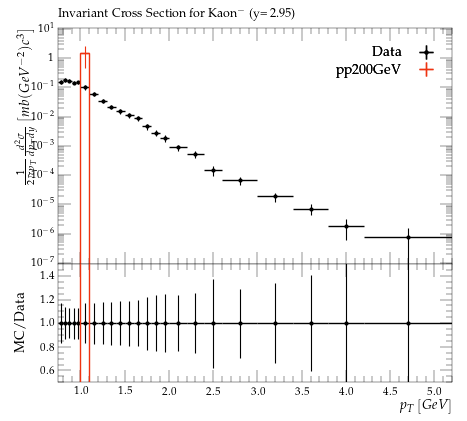 Invariant Cross Section for Kaon⁻ (y=2.95)
1/2πp_T d²σ/dp_T dy [mb(GeV⁻²)c³]
10¹
1
10⁻¹
10⁻²
10⁻³
10⁻⁴
10⁻⁵
10⁻⁶
10⁻⁷
Data
pp200GeV
MC/Data
1.4
1.2
1.0
0.8
0.6
1.0 1.5 2.0 2.5 3.0 3.5 4.0 4.5 5.0
p_T [GeV]